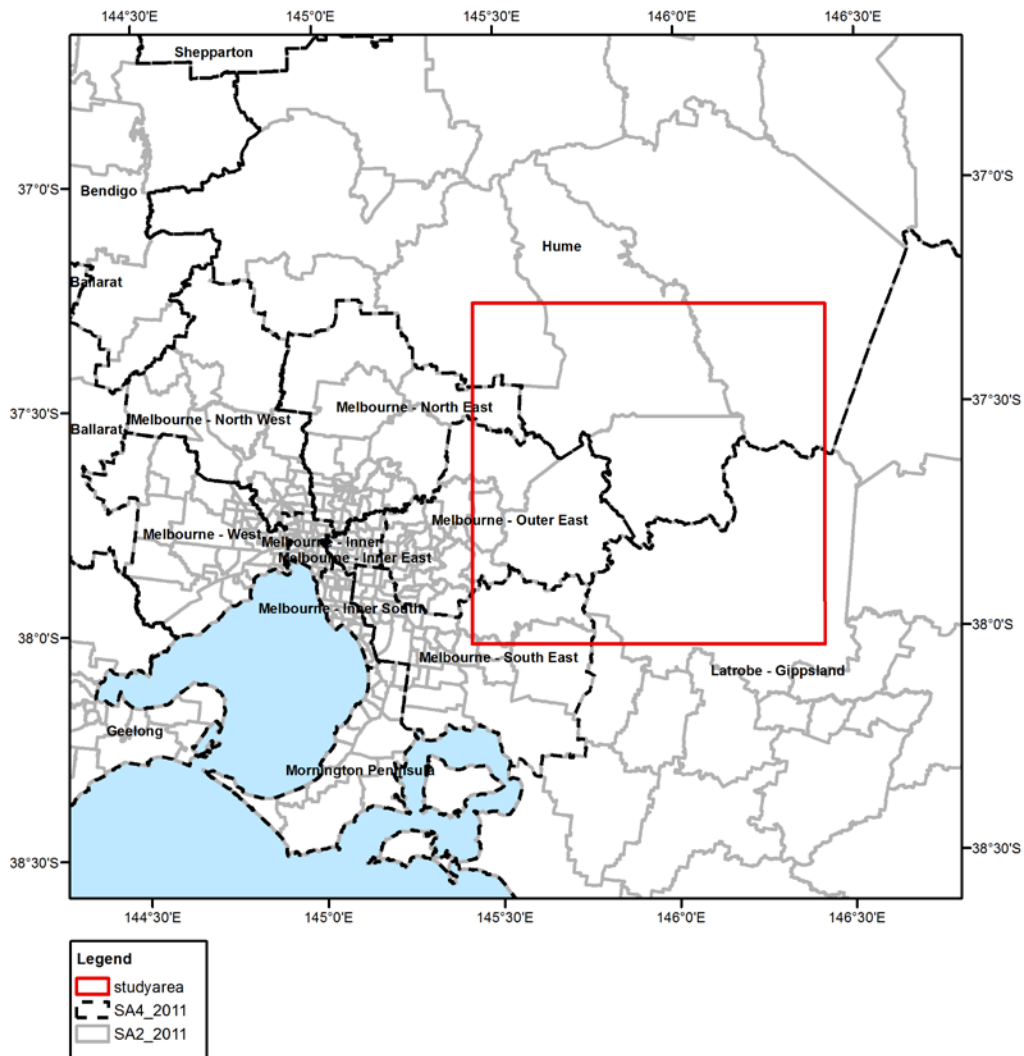 144°30'E 145°0'E 145°30'E 146°0'E 146°30'E
Shepparton
37°0'S 37°0'S
Bendigo
Hume
Ballarat
37°30'S 37°30'S
Melbourne - North East
Melbourne - North West
Ballarat
Melbourne - Outer East
Melbourne - West
Melbourne - Inner
Melbourne - Inner East
Melbourne - Inner South
38°0'S 38°0'S
Melbourne - South East
Latrobe - Gippsland
Geelong
Mornington Peninsula
38°30'S 38°30'S
144°30'E 145°0'E 145°30'E 146°0'E 146°30'E
Legend
studyarea
SA4_2011
SA2_2011